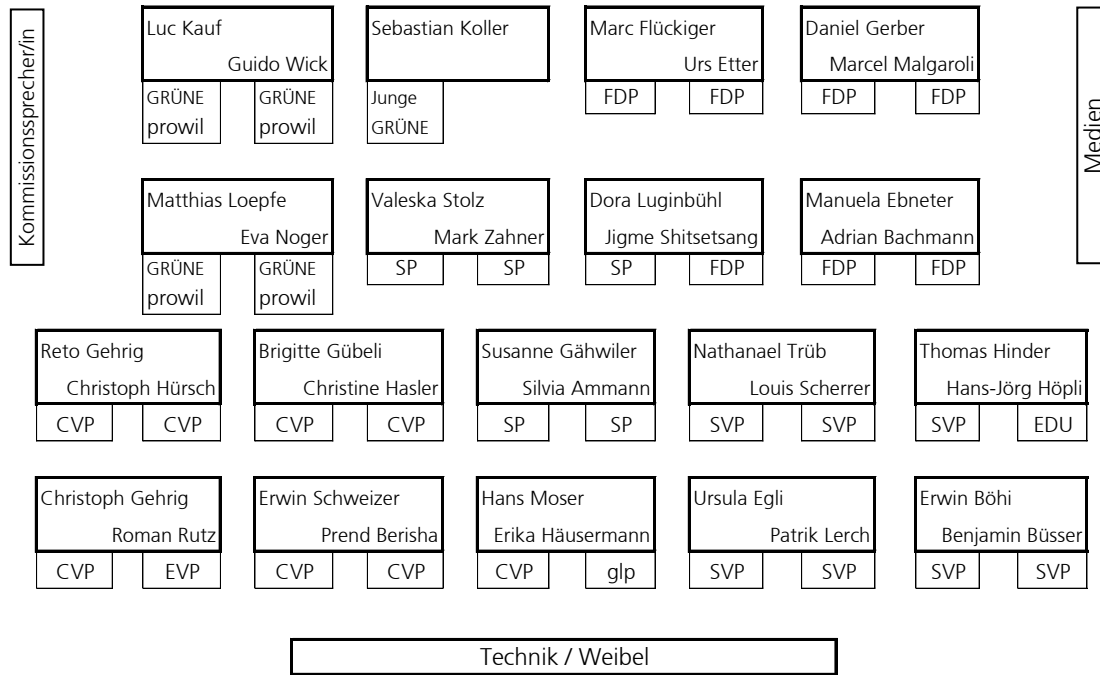 Kommissionssprecher/in
Medien
Luc Kauf
Guido Wick
GRÜNE
prowil
GRÜNE
prowil
Sebastian Koller
Junge
GRÜNE
Marc Flückiger
Urs Etter
FDP
FDP
Daniel Gerber
Marcel Malgaroli
FDP
FDP
Matthias Loepfe
Eva Noger
GRÜNE
prowil
GRÜNE
prowil
Valeska Stolz
Mark Zahner
SP
SP
Dora Luginbühl
Jigme Shitsetsang
SP
FDP
Manuela Ebneter
Adrian Bachmann
FDP
FDP
Reto Gehrig
Christoph Hürsch
CVP
CVP
Brigitte Gübeli
Christine Hasler
CVP
CVP
Susanne Gähwiler
Silvia Ammann
SP
SP
Nathanael Trüb
Louis Scherrer
SVP
SVP
Thomas Hinder
Hans-Jörg Höpli
SVP
EDU
Christoph Gehrig
Roman Rutz
CVP
EVP
Erwin Schweizer
Prend Berisha
CVP
CVP
Hans Moser
Erika Häusermann
CVP
glp
Ursula Egli
Patrik Lerch
SVP
SVP
Erwin Böhi
Benjamin Büsser
SVP
SVP
Technik / Weibel